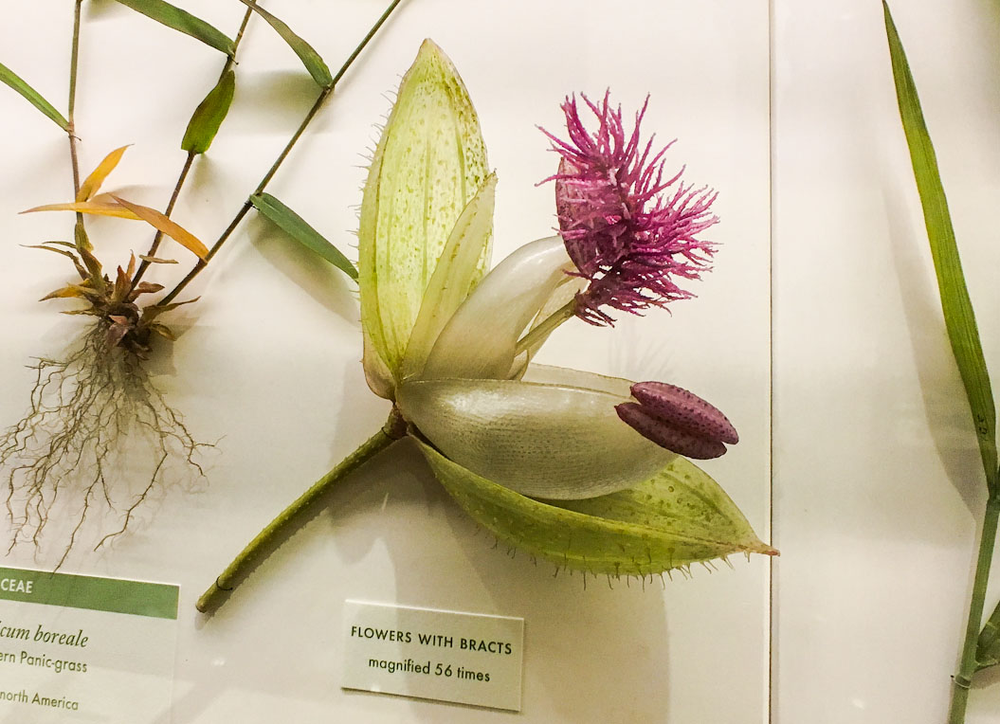 CEAE
cum boreale
ern Panic-grass
north America
FLOWERS WITH BRACTS
magnified 56 times